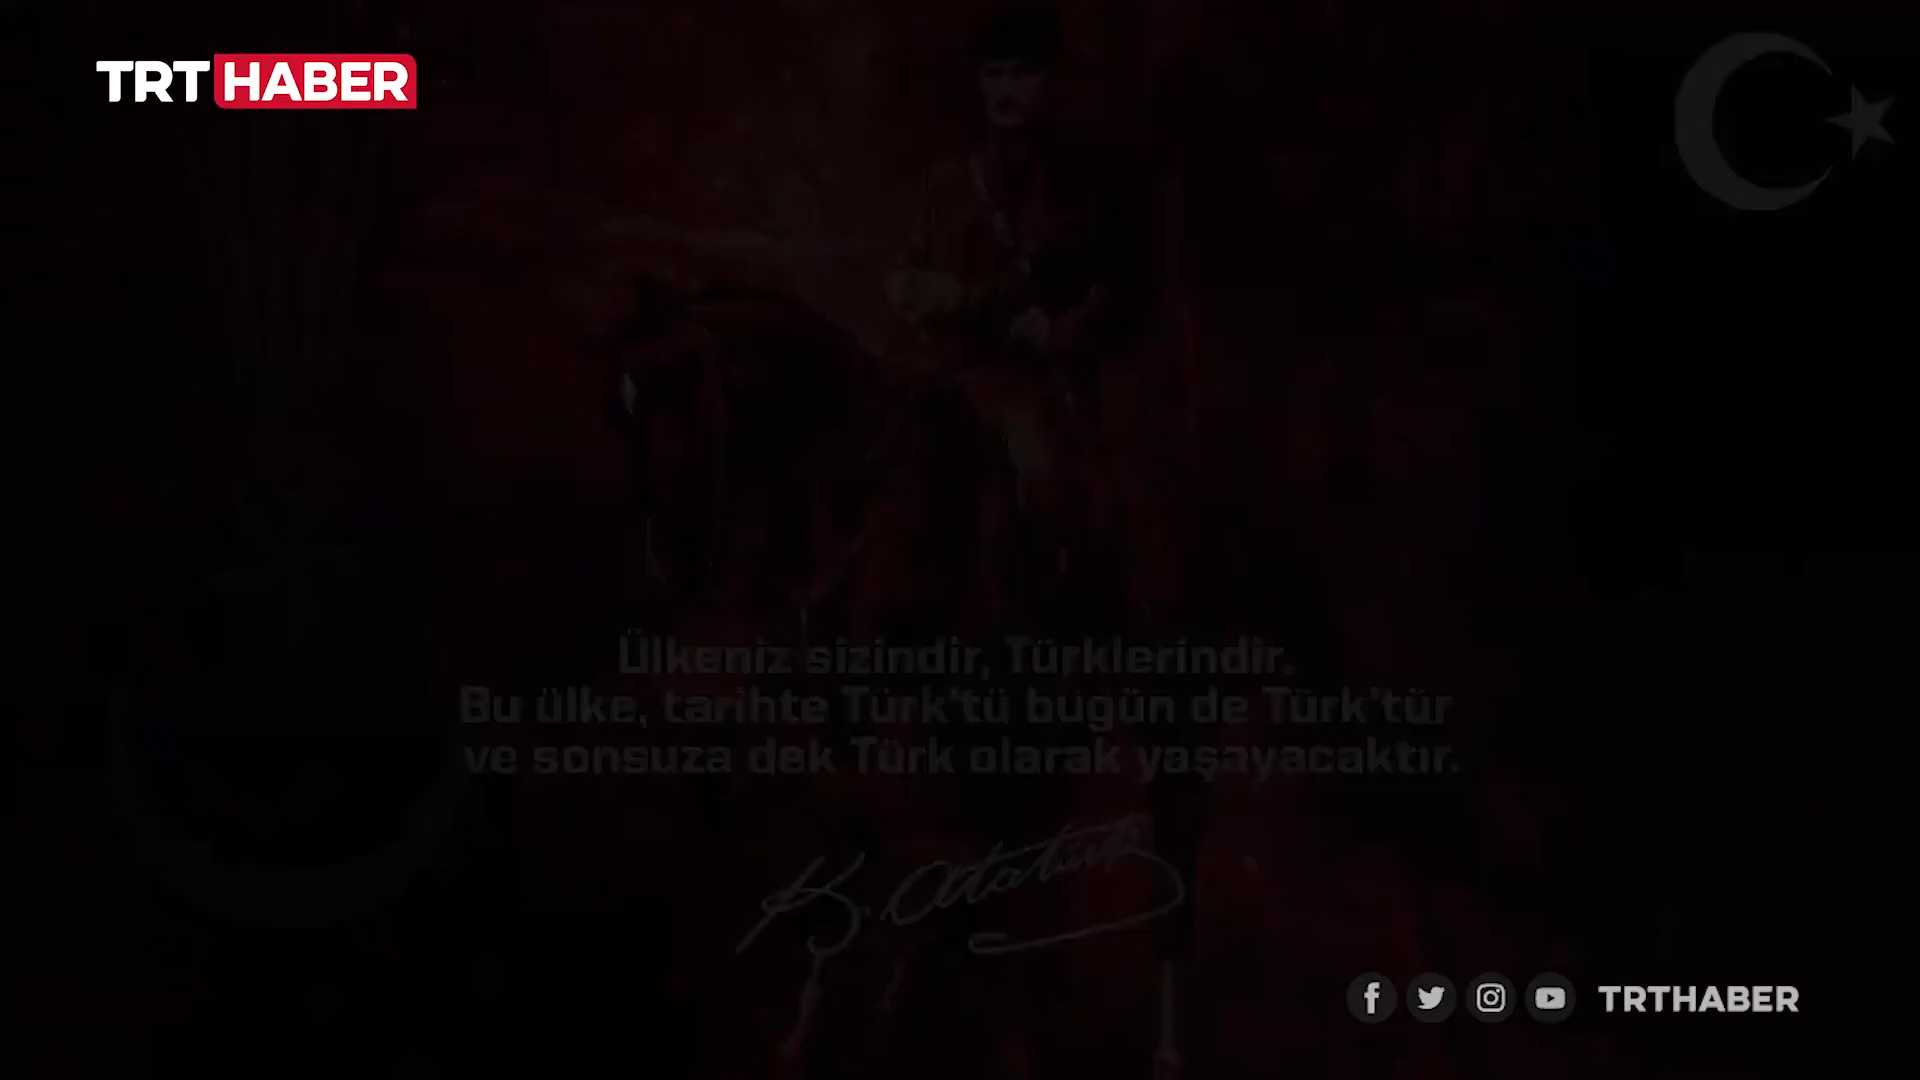 TRT HABER
Ülkeniz sizindir, Türklerindir.
Bu ülke, tarihte Türk'tü bugün de Türk'tür
ve sonsuza dek Türk olarak yaşayacaktır.
K. Atatürk
TRTHABER